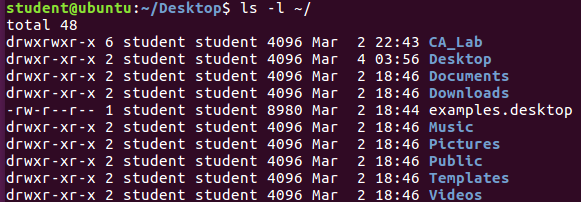 student@ubuntu:~/Desktop$ ls -l ~/
total 48
drwxrwxr-x 6 student student 4096 Mar  2 22:43 CA_Lab
drwxr-xr-x 2 student student 4096 Mar  4 03:56 Desktop
drwxr-xr-x 2 student student 4096 Mar  2 18:46 Documents
drwxr-xr-x 2 student student 4096 Mar  2 18:46 Downloads
-rw-r--r-- 1 student student 8980 Mar  2 18:44 examples.desktop
drwxr-xr-x 2 student student 4096 Mar  2 18:46 Music
drwxr-xr-x 2 student student 4096 Mar  2 18:46 Pictures
drwxr-xr-x 2 student student 4096 Mar  2 18:46 Public
drwxr-xr-x 2 student student 4096 Mar  2 18:46 Templates
drwxr-xr-x 2 student student 4096 Mar  2 18:46 Videos